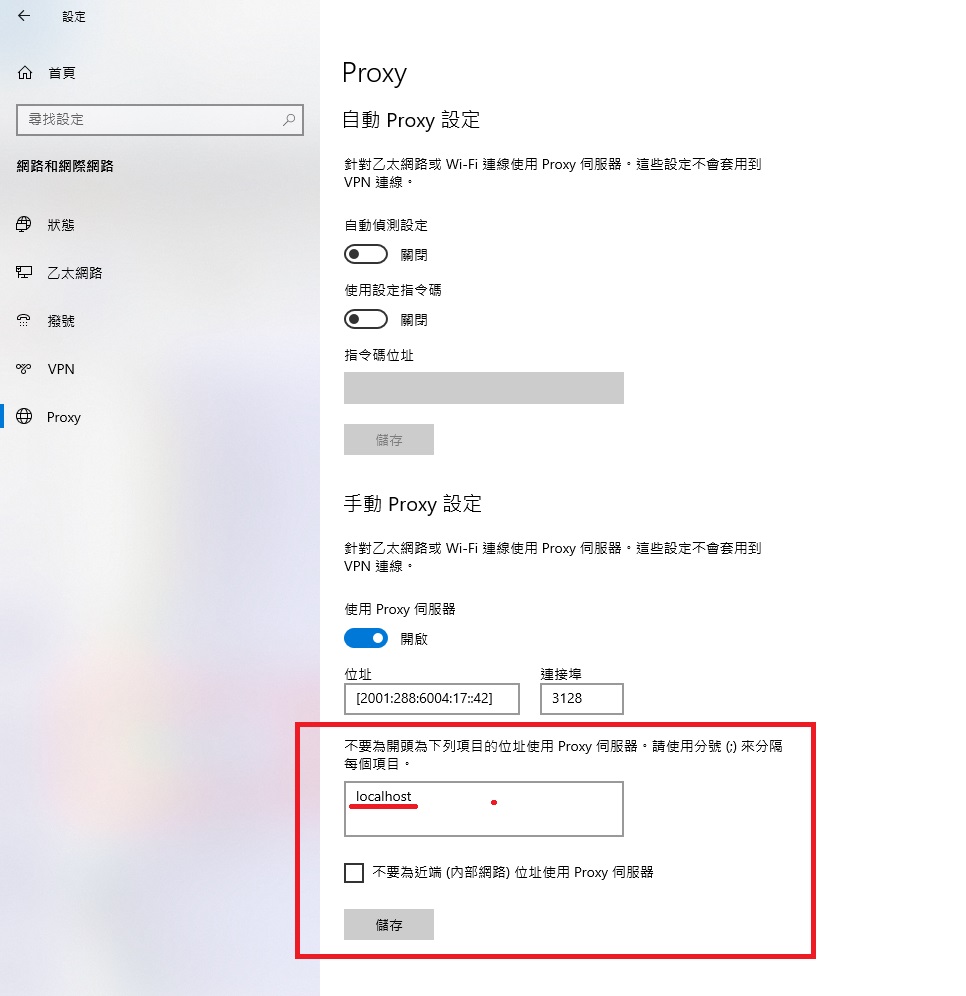 設定
首頁
尋找設定
網路和網際網路
狀態
乙太網路
撥號
VPN
Proxy
Proxy
自動 Proxy 設定
針對乙太網路或 Wi-Fi 連線使用 Proxy 伺服器。這些設定不會套用到
VPN 連線。
自動偵測設定
關閉
使用設定指令碼
關閉
指令碼位址
儲存
手動 Proxy 設定
針對乙太網路或 Wi-Fi 連線使用 Proxy 伺服器。這些設定不會套用到
VPN 連線。
使用 Proxy 伺服器
開啟
位址 連接埠
[2001:288:6004:17::42] 3128
不要為開頭為下列項目的位址使用 Proxy 伺服器。請使用分號 (;) 來分隔
每個項目。
localhost
不要為近端 (內部網路) 位址使用 Proxy 伺服器
儲存